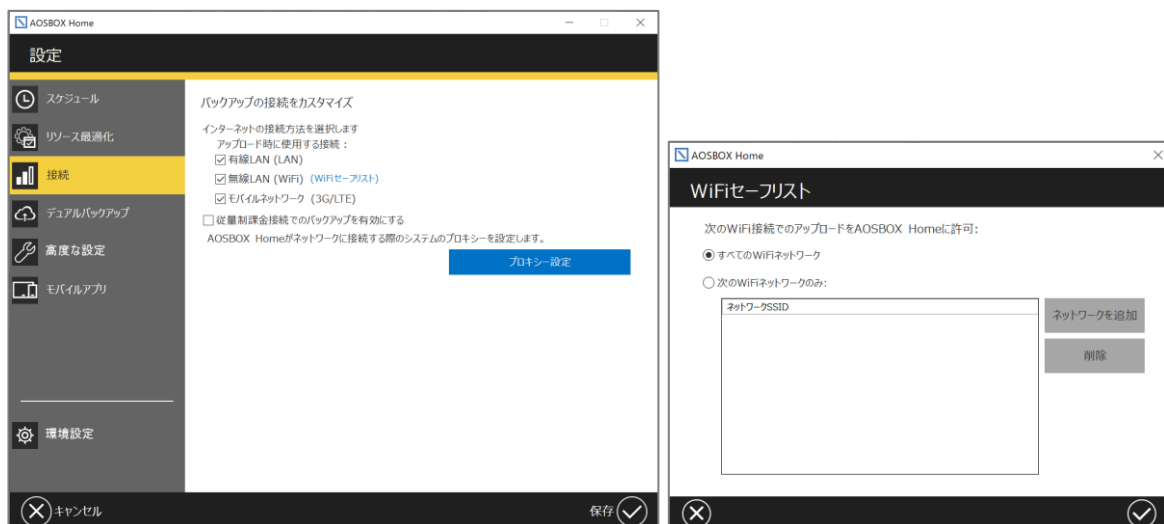 AOSBOX Home
設定
スケジュール
リソース最適化
接続
デュアルバックアップ
高度な設定
モバイルアプリ
環境設定
バックアップの接続をカスタマイズ
インターネットの接続方法を選択します
アップロード時に使用する接続：
有線LAN (LAN)
無線LAN (WiFi) (WiFiセーフリスト)
モバイルネットワーク (3G/LTE)
従量制課金接続でのバックアップを有効にする
AOSBOX Homeがネットワークに接続する際のシステムのプロキシーを設定します。
プロキシー設定
キャンセル
保存
AOSBOX Home
WiFiセーフリスト
次のWiFi接続でのアップロードをAOSBOX Homeに許可:
すべてのWiFiネットワーク
次のWiFiネットワークのみ:
ネットワークSSID
ネットワークを追加
削除